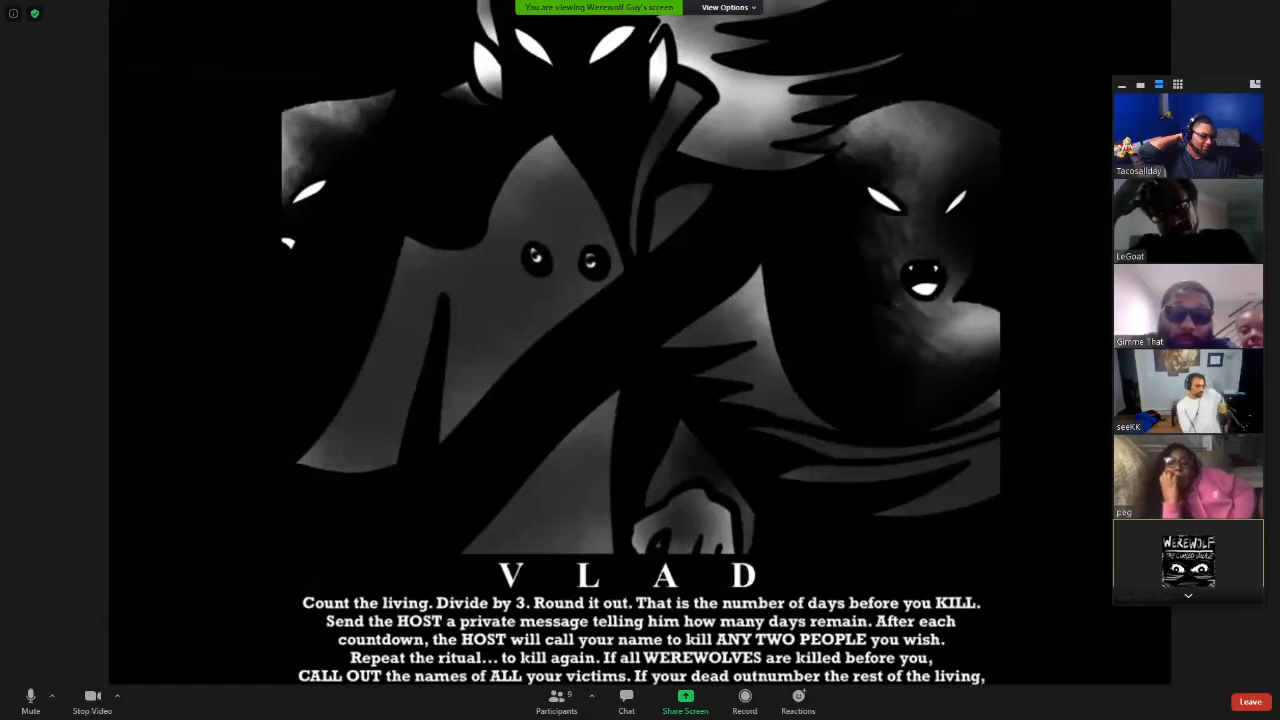 You are viewing Werewolf Guy's screen
View Options
Tacosallday
LeGoat
Gimme That
seeKK
peg
WEREWOLF
THE CURSED VILLAGE
V L A D
Count the living. Divide by 3. Round it out. That is the number of days before you KILL.
Send the HOST a private message telling him how many days remain. After each
countdown, the HOST will call your name to kill ANY TWO PEOPLE you wish.
Repeat the ritual... to kill again. If all WEREWOLVES are killed before you,
CALL OUT the names of ALL your victims. If your dead outnumber the rest of the living,
Mute
Stop Video
Participants
9
Chat
Share Screen
Record
Reactions
Leave